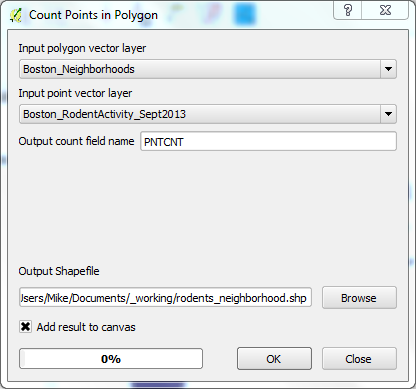 Count Points in Polygon
Input polygon vector layer
Boston_Neighborhoods
Input point vector layer
Boston_RodentActivity_Sept2013
Output count field name PNTCNT
Output Shapefile
Users/Mike/Documents/_working/rodents_neighborhood.shp Browse
Add result to canvas
0% OK Close